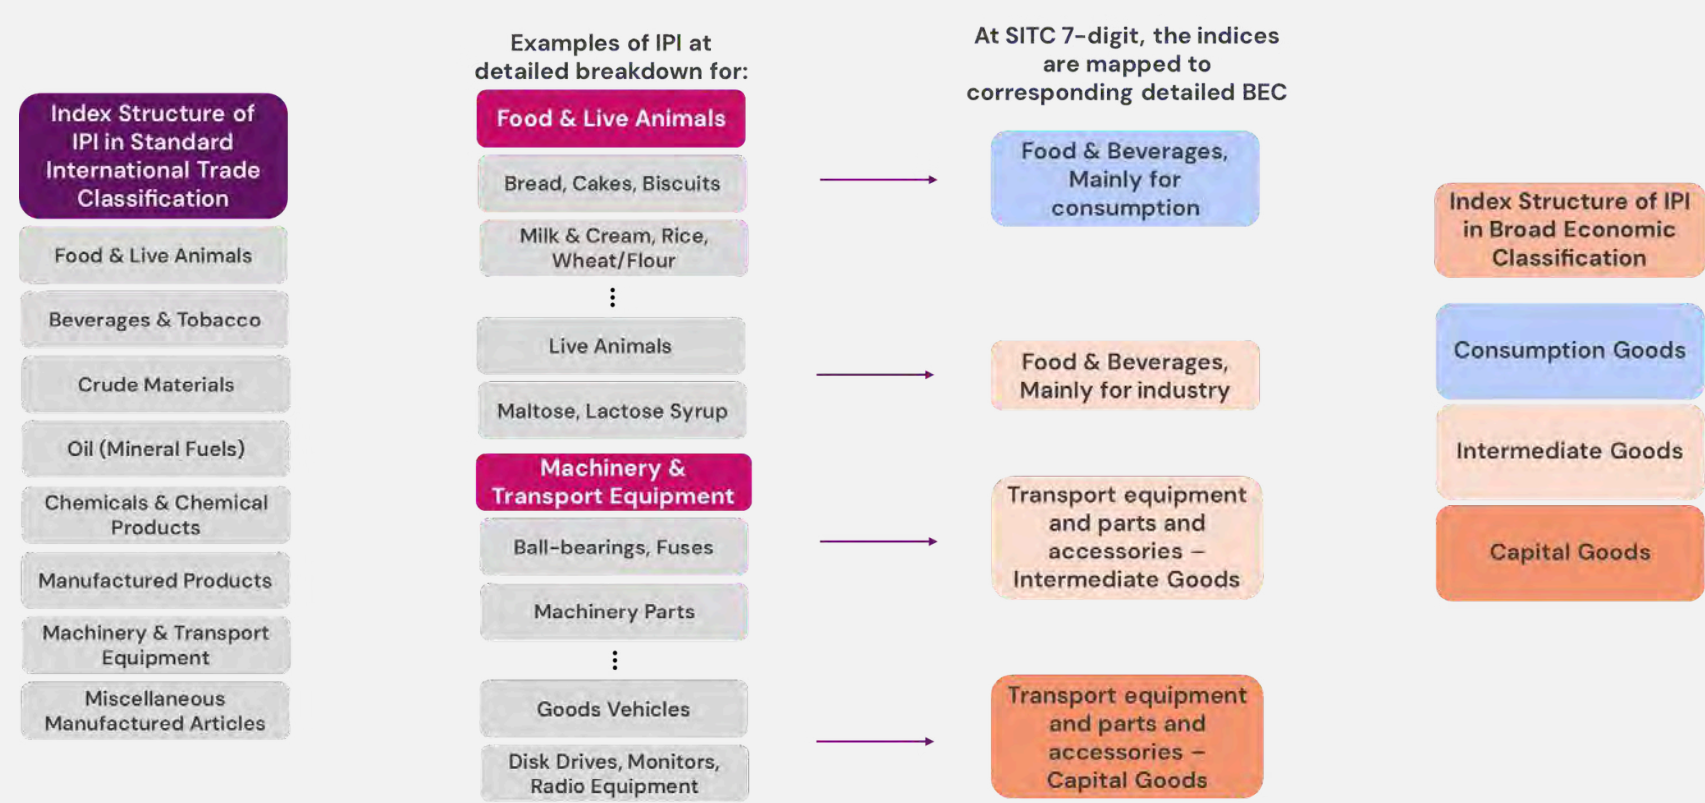 Index Structure of
IPI in Standard
International Trade
Classification
Food & Live Animals
Beverages & Tobacco
Crude Materials
Oil (Mineral Fuels)
Chemicals & Chemical
Products
Manufactured Products
Machinery & Transport
Equipment
Miscellaneous
Manufactured Articles
Examples of IPI at
detailed breakdown for:
Food & Live Animals
Bread, Cakes, Biscuits
Milk & Cream, Rice,
Wheat/Flour
Live Animals
Maltose, Lactose Syrup
Machinery &
Transport Equipment
Ball-bearings, Fuses
Machinery Parts
Goods Vehicles
Disk Drives, Monitors,
Radio Equipment
At SITC 7-digit, the indices
are mapped to
corresponding detailed BEC
Food & Beverages,
Mainly for
consumption
Food & Beverages,
Mainly for industry
Transport equipment
and parts and
accessories –
Intermediate Goods
Transport equipment
and parts and
accessories –
Capital Goods
Index Structure of IPI
in Broad Economic
Classification
Consumption Goods
Intermediate Goods
Capital Goods